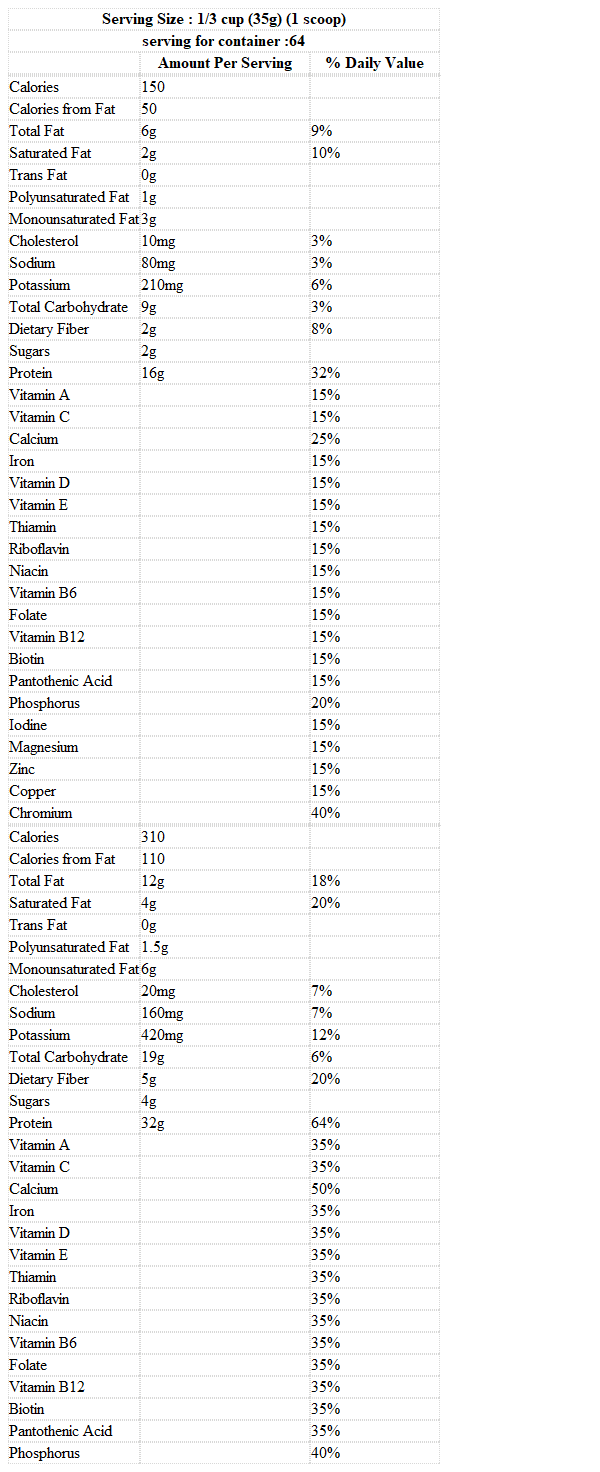 Serving Size : 1/3 cup (35g) (1 scoop)
serving for container :64
Amount Per Serving % Daily Value
Calories 150
Calories from Fat 50
Total Fat 6g 9%
Saturated Fat 2g 10%
Trans Fat 0g
Polyunsaturated Fat 1g
Monounsaturated Fat 3g
Cholesterol 10mg 3%
Sodium 80mg 3%
Potassium 210mg 6%
Total Carbohydrate 9g 3%
Dietary Fiber 2g 8%
Sugars 2g
Protein 16g 32%
Vitamin A 15%
Vitamin C 15%
Calcium 25%
Iron 15%
Vitamin D 15%
Vitamin E 15%
Thiamin 15%
Riboflavin 15%
Niacin 15%
Vitamin B6 15%
Folate 15%
Vitamin B12 15%
Biotin 15%
Pantothenic Acid 15%
Phosphorus 20%
Iodine 15%
Magnesium 15%
Zinc 15%
Copper 15%
Chromium 40%
Calories 310
Calories from Fat 110
Total Fat 12g 18%
Saturated Fat 4g 20%
Trans Fat 0g
Polyunsaturated Fat 1.5g
Monounsaturated Fat 6g
Cholesterol 20mg 7%
Sodium 160mg 7%
Potassium 420mg 12%
Total Carbohydrate 19g 6%
Dietary Fiber 5g 20%
Sugars 4g
Protein 32g 64%
Vitamin A 35%
Vitamin C 35%
Calcium 50%
Iron 35%
Vitamin D 35%
Vitamin E 35%
Thiamin 35%
Riboflavin 35%
Niacin 35%
Vitamin B6 35%
Folate 35%
Vitamin B12 35%
Biotin 35%
Pantothenic Acid 35%
Phosphorus 40%